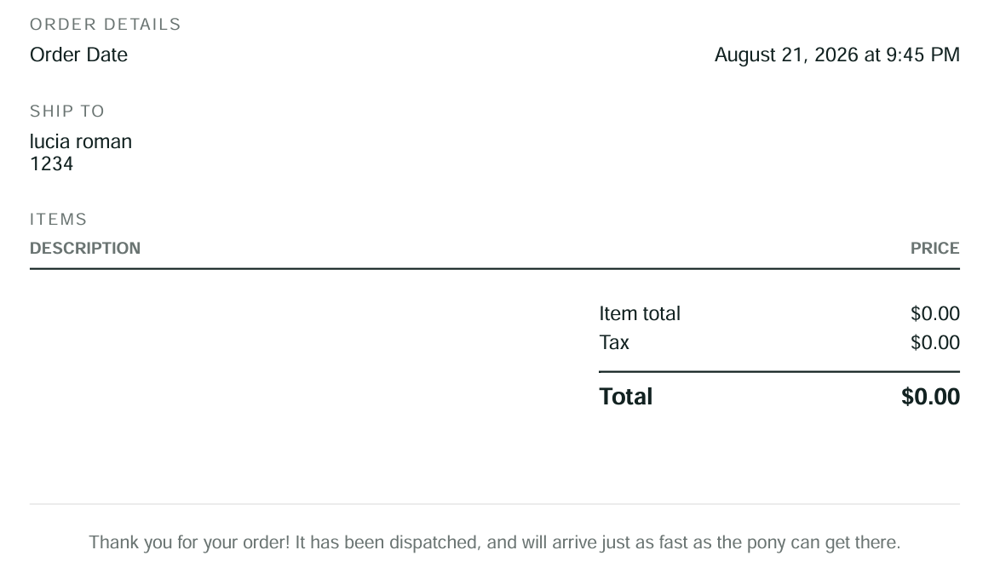 ORDER DETAILS
Order Date August 21, 2026 at 9:45 PM
SHIP TO
lucia roman
1234
ITEMS
DESCRIPTION PRICE
Item total $0.00
Tax $0.00
Total $0.00
Thank you for your order! It has been dispatched, and will arrive just as fast as the pony can get there.